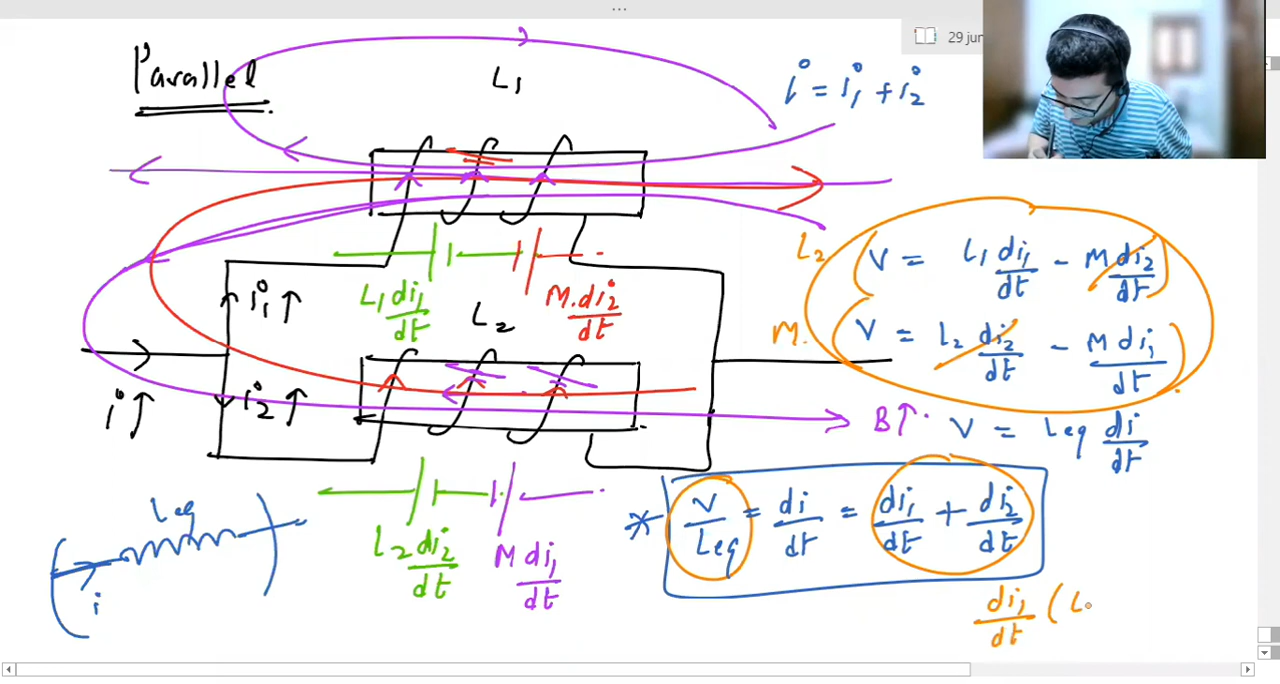 ...
29 jun
Parallel
L₁
i = i₁ + i₂
L₁ di₁/dt
M. di₂/dt
L₂
V = L₁ di₁/dt - M di₂/dt
i₁ ↑
L₂
M.
V = L₂ di₂/dt - M di₁/dt
i ↑
i₂ ↑
B↑.
V = Leq di/dt
Leq
i
L₂ di₂/dt
M di₁/dt
* V/Leq = di/dt = di₁/dt + di₂/dt
di₁/dt ( L